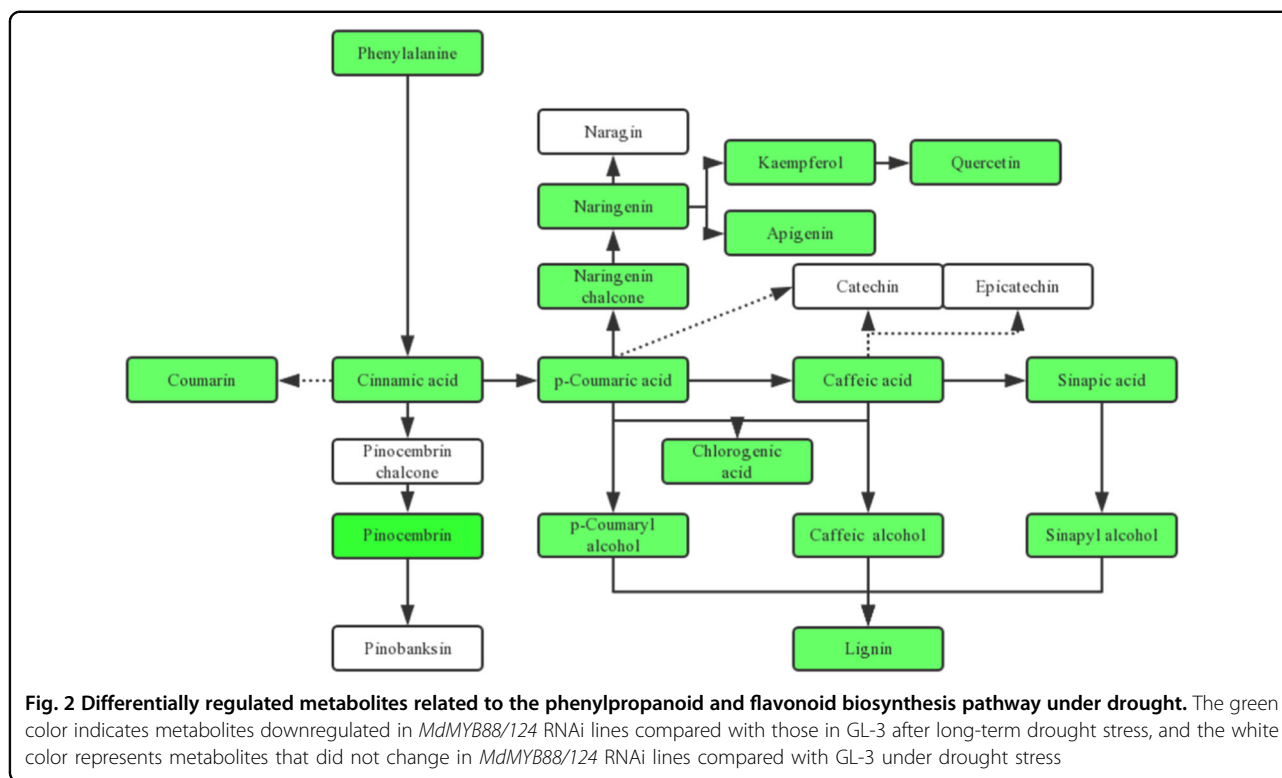 Phenylalanine
Naragin
Kaempferol
Quercetin
Naringenin
Apigenin
Naringenin
chalcone
Catechin
Epicatechin
Coumarin
Cinnamic acid
p-Coumaric acid
Caffeic acid
Sinapic acid
Pinocembrin
chalcone
Chlorogenic
acid
Pinocembrin
p-Coumaryl
alcohol
Caffeic alcohol
Sinapyl alcohol
Pinobanksin
Lignin
Fig. 2 Differentially regulated metabolites related to the phenylpropanoid and flavonoid biosynthesis pathway under drought. The green
color indicates metabolites downregulated in MdMYB88/124 RNAi lines compared with those in GL-3 after long-term drought stress, and the white
color represents metabolites that did not change in MdMYB88/124 RNAi lines compared with GL-3 under drought stress